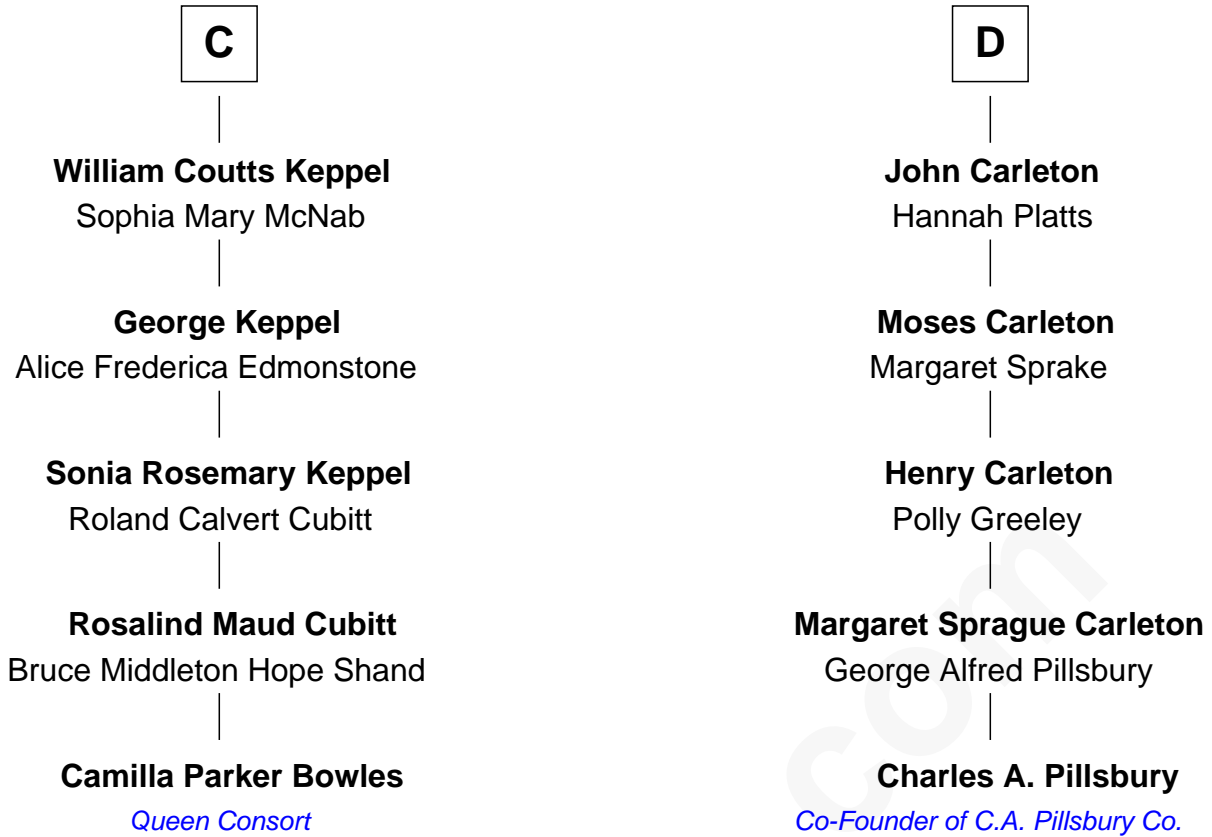 C
William Coutts Keppel
Sophia Mary McNab
George Keppel
Alice Frederica Edmonstone
Sonia Rosemary Keppel
Roland Calvert Cubitt
Rosalind Maud Cubitt
Bruce Middleton Hope Shand
Camilla Parker Bowles
Queen Consort
D
John Carleton
Hannah Platts
Moses Carleton
Margaret Sprake
Henry Carleton
Polly Greeley
Margaret Sprague Carleton
George Alfred Pillsbury
Charles A. Pillsbury
Co-Founder of C.A. Pillsbury Co.
com